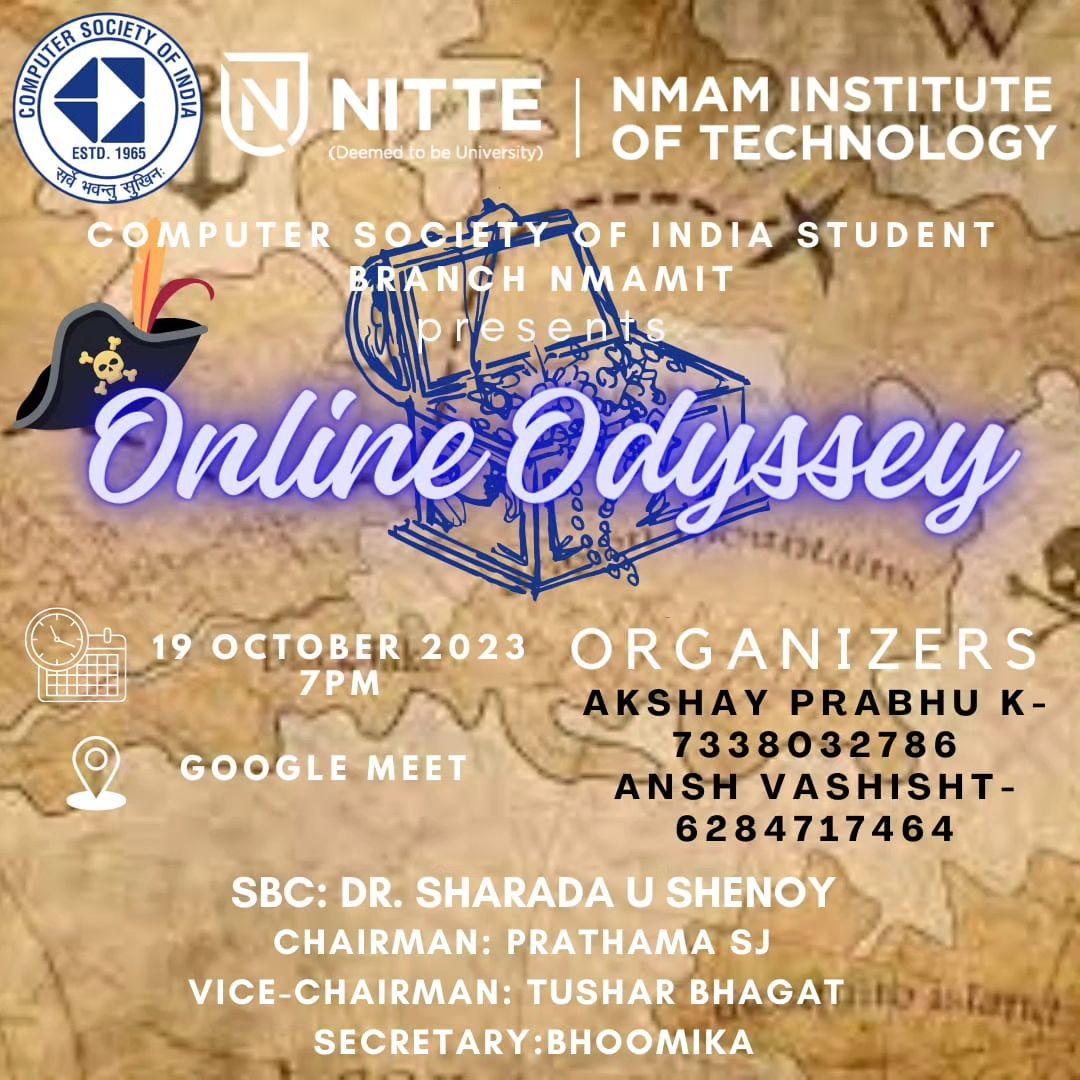 COMPUTER SOCIETY OF INDIA
ESTD. 1965
सर्वे भवन्तु सुखिनः
N NITTE
(Deemed to be University)
NMAM INSTITUTE
OF TECHNOLOGY
COMPUTER SOCIETY OF INDIA STUDENT
BRANCH NMAMIT
presents
Online Odyssey
19 OCTOBER 2023
7PM
GOOGLE MEET
ORGANIZERS
AKSHAY PRABHU K-
7338032786
ANSH VASHISHT-
6284717464
SBC: DR. SHARADA U SHENOY
CHAIRMAN: PRATHAMA SJ
VICE-CHAIRMAN: TUSHAR BHAGAT
SECRETARY:BHOOMIKA